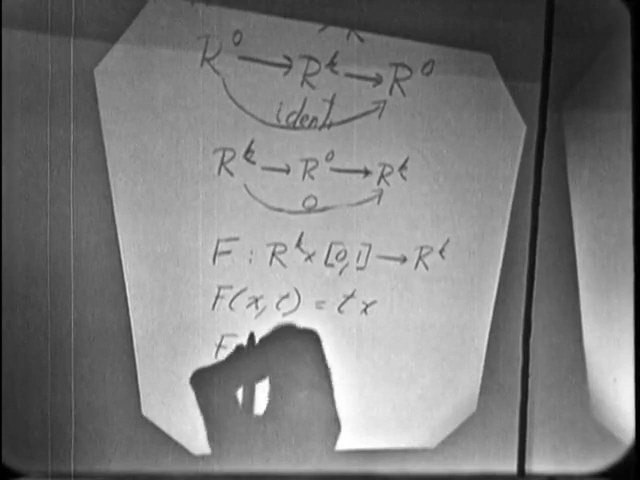 R⁰ → Rᵏ → R⁰
ident
Rᵏ → R⁰ → Rᵏ
0
F : Rᵏ × [0,1] → Rᵏ
F(x,t) = tx
F